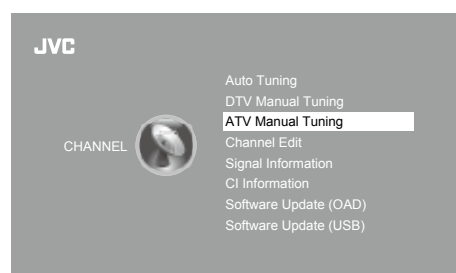 JVC
CHANNEL
Auto Tuning
DTV Manual Tuning
ATV Manual Tuning
Channel Edit
Signal Information
CI Information
Software Update (OAD)
Software Update (USB)